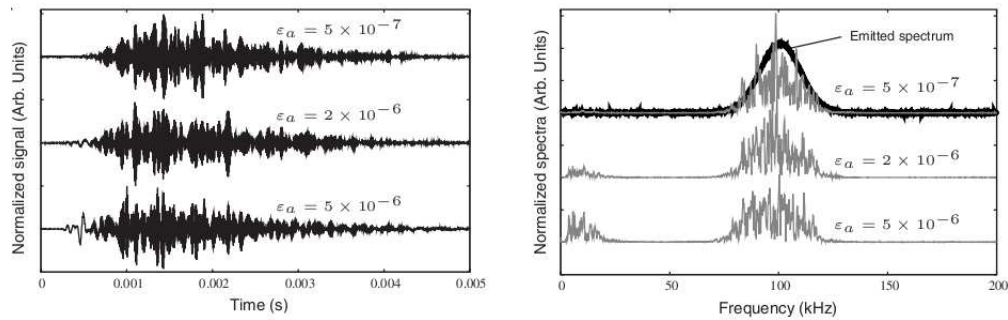 Normalized signal (Arb. Units)
εₐ = 5 × 10⁻⁷
εₐ = 2 × 10⁻⁶
εₐ = 5 × 10⁻⁶
0 0.001 0.002 0.003 0.004 0.005
Time (s)
Normalized spectra (Arb. Units)
Emitted spectrum
εₐ = 5 × 10⁻⁷
εₐ = 2 × 10⁻⁶
εₐ = 5 × 10⁻⁶
0 50 100 150 200
Frequency (kHz)